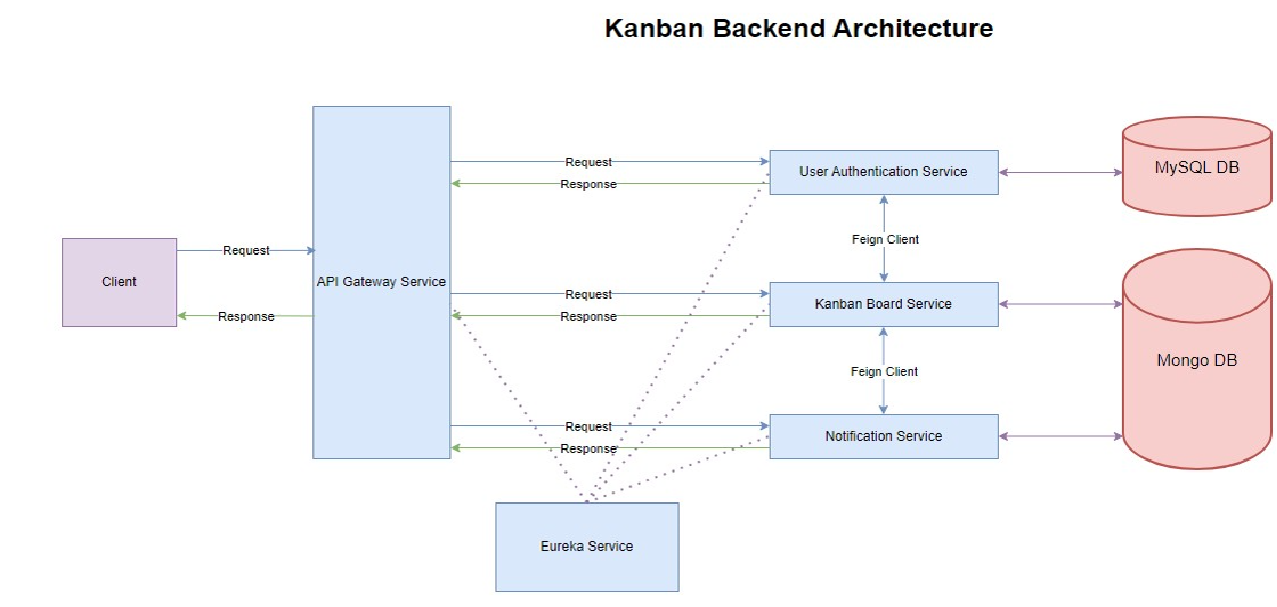 Kanban Backend Architecture
Request
User Authentication Service
MySQL DB
Response
Feign Client
Request
Client
API Gateway Service
Request
Kanban Board Service
Response
Response
Mongo DB
Feign Client
Request
Notification Service
Response
Eureka Service